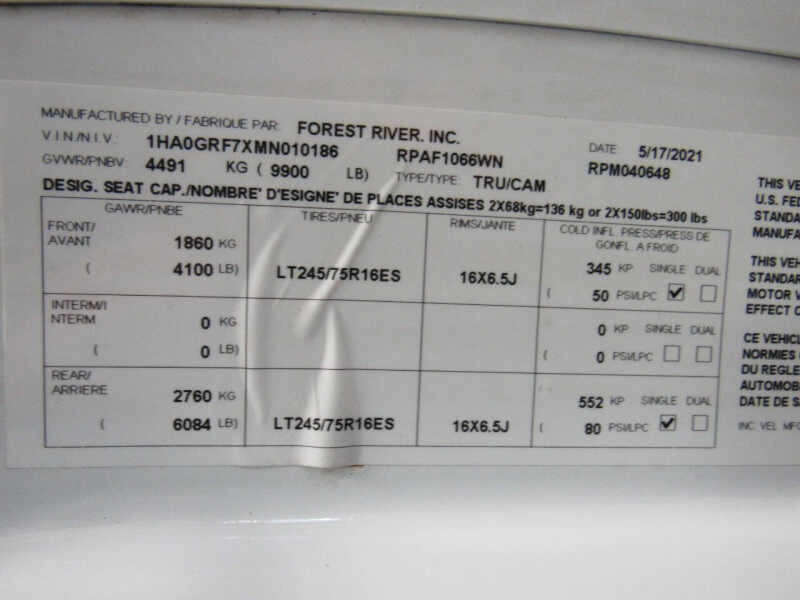 MANUFACTURED BY / FABRIQUE PAR: FOREST RIVER. INC.
V.I.N./N.I.V.: 1HA0GRF7XMN010186 RPAF1066WN DATE: 5/17/2021
GVWR/PNBV: 4491 KG ( 9900 LB) TYPE/TYPE: TRU/CAM RPM040648
DESIG. SEAT CAP./NOMBRE' D'ESIGNE' DE PLACES ASSISES 2X68kg=136 kg or 2X150lbs=300 lbs
GAWR/PNBE TIRES/PNEU RIMS/JANTE COLD INFL. PRESS/PRESS DE
GONFL. A FROID
FRONT/
AVANT 1860 KG 345 KP SINGLE DUAL
( 4100 LB) LT245/75R16ES 16X6.5J ( 50 PSI/LPC
INTERM/I
NTERM 0 KG 0 KP SINGLE DUAL
( 0 LB) ( 0 PSI/LPC
REAR/
ARRIERE 2760 KG 552 KP SINGLE DUAL
( 6084 LB) LT245/75R16ES 16X6.5J ( 80 PSI/LPC
THIS VE
U.S. FED
STANDA
MANUFA
THIS VE
STANDAR
MOTOR V
EFFECT O
CE VEHIC
NORMES
DU REGLE
AUTOMOB
DATE DE S
INC. VEL MFG